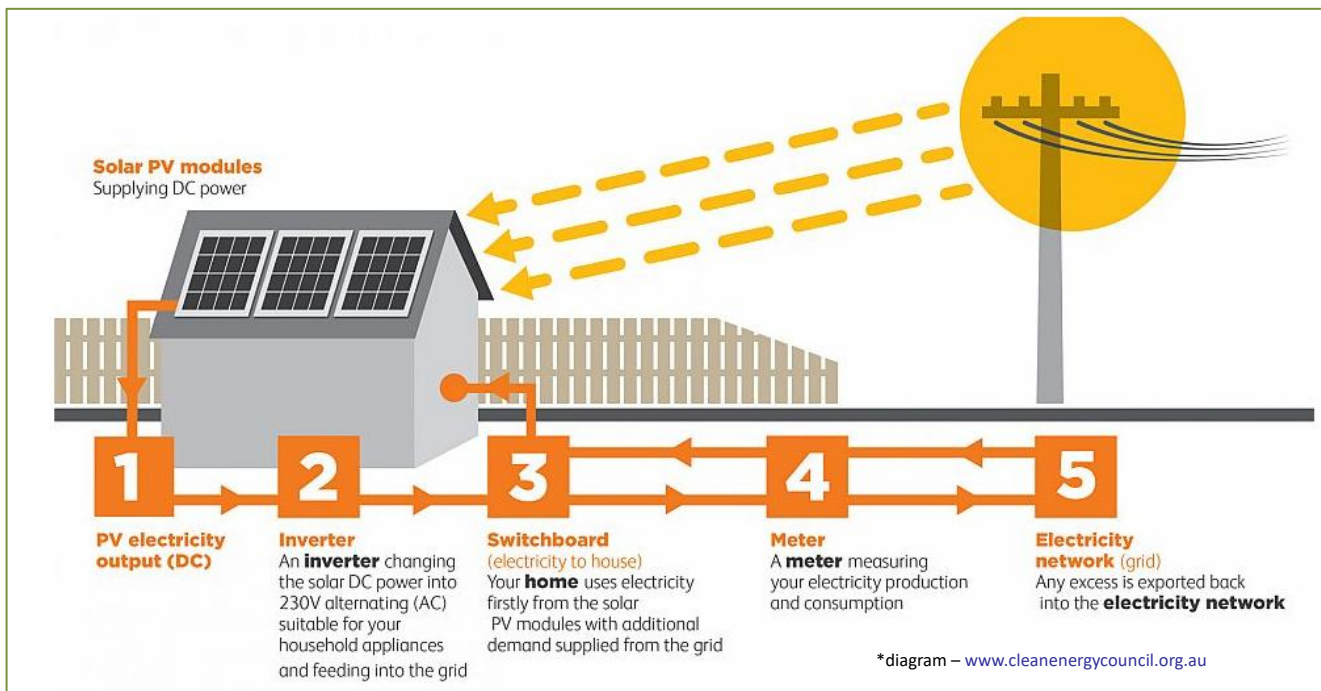 Solar PV modules
Supplying DC power
1
2
3
4
5
PV electricity
output (DC)
Inverter
An inverter changing
the solar DC power into
230V alternating (AC)
suitable for your
household appliances
and feeding into the grid
Switchboard
(electricity to house)
Your home uses electricity
firstly from the solar
PV modules with additional
demand supplied from the grid
Meter
A meter measuring
your electricity production
and consumption
Electricity
network (grid)
Any excess is exported back
into the electricity network
*diagram – www.cleanenergycouncil.org.au